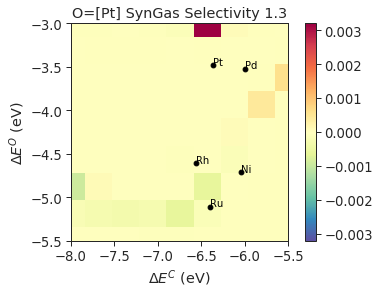 O=[Pt] SynGas Selectivity 1.3
−3.0
−3.5
−4.0
−4.5
−5.0
−5.5
ΔE^O (eV)
Pt
Pd
Rh
Ni
Ru
−8.0 −7.5 −7.0 −6.5 −6.0 −5.5
ΔE^C (eV)
0.003
0.002
0.001
0.000
−0.001
−0.002
−0.003